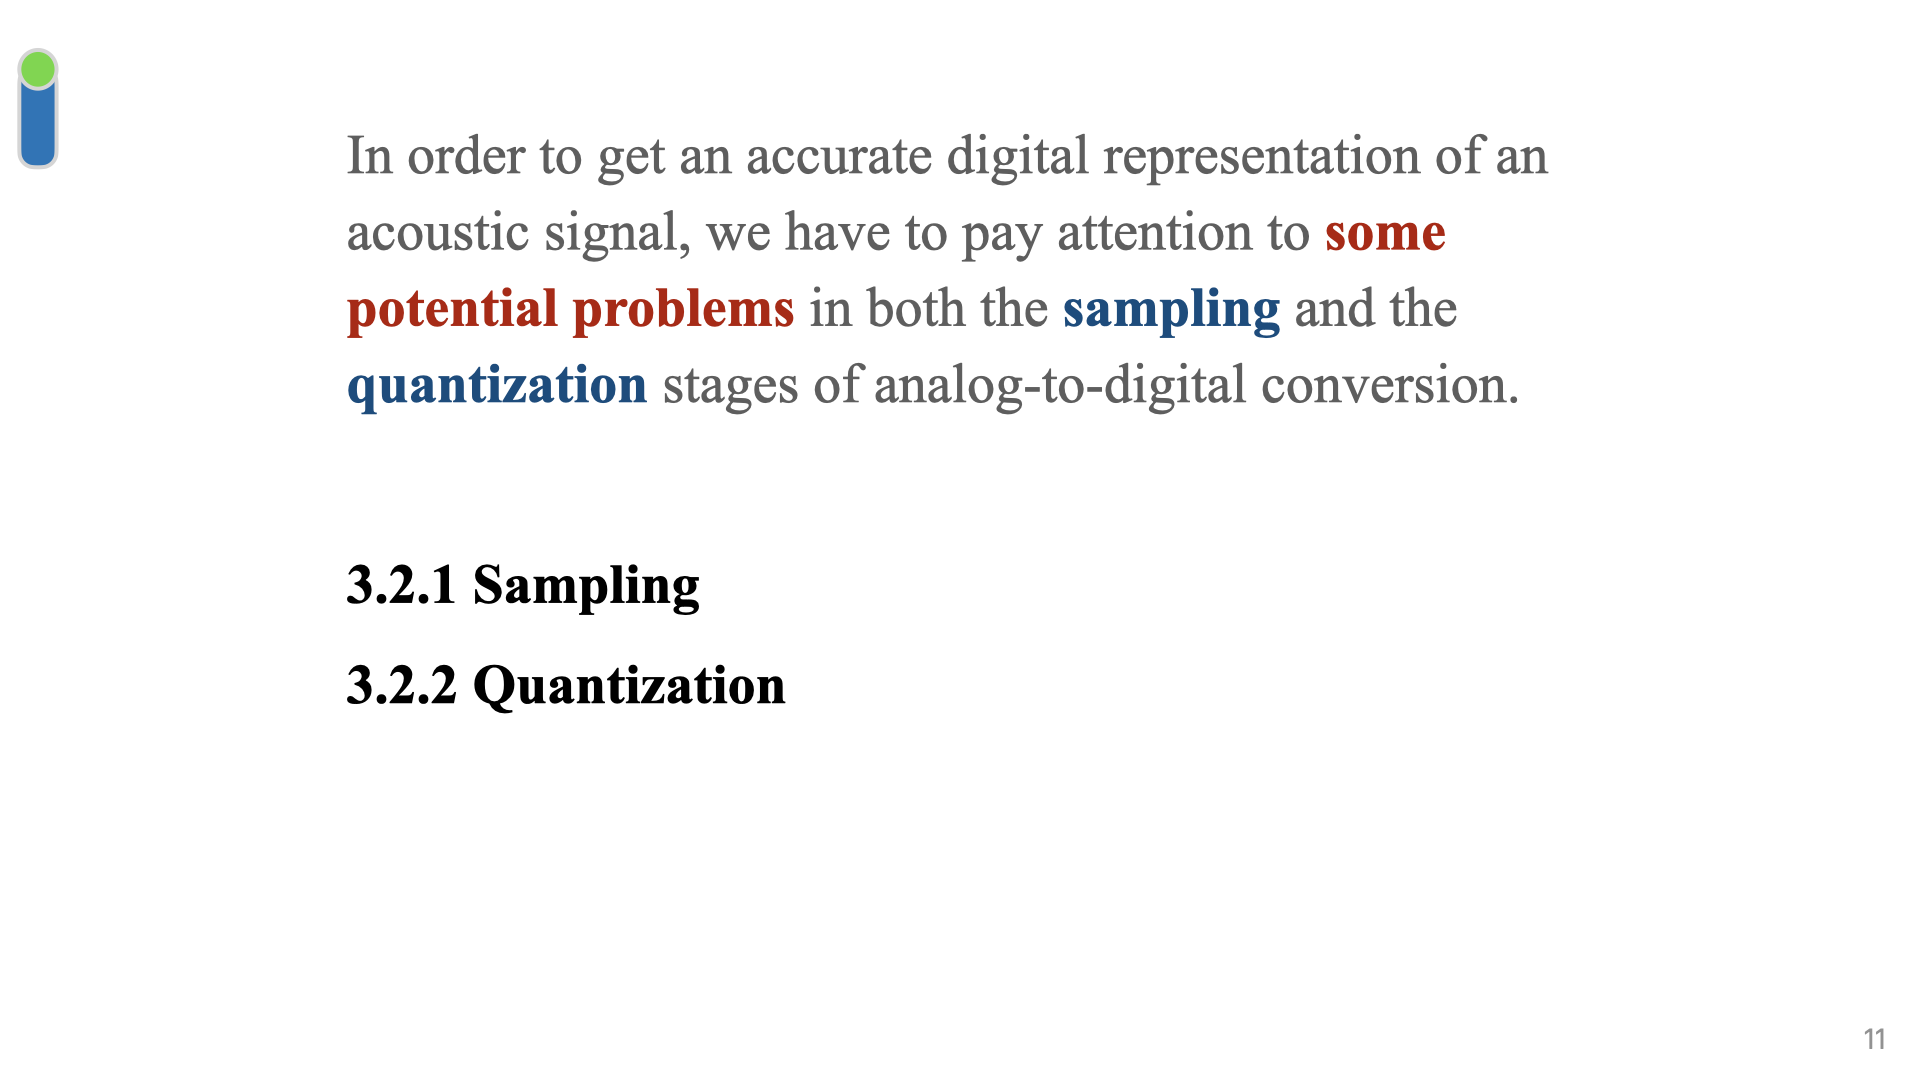 In order to get an accurate digital representation of an
acoustic signal, we have to pay attention to some
potential problems in both the sampling and the
quantization stages of analog-to-digital conversion.
3.2.1 Sampling
3.2.2 Quantization
11